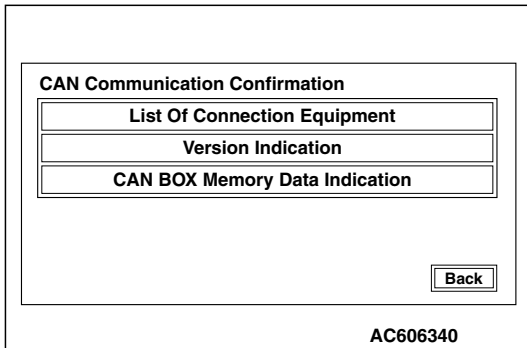 CAN Communication Confirmation
List Of Connection Equipment
Version Indication
CAN BOX Memory Data Indication
Back
AC606340